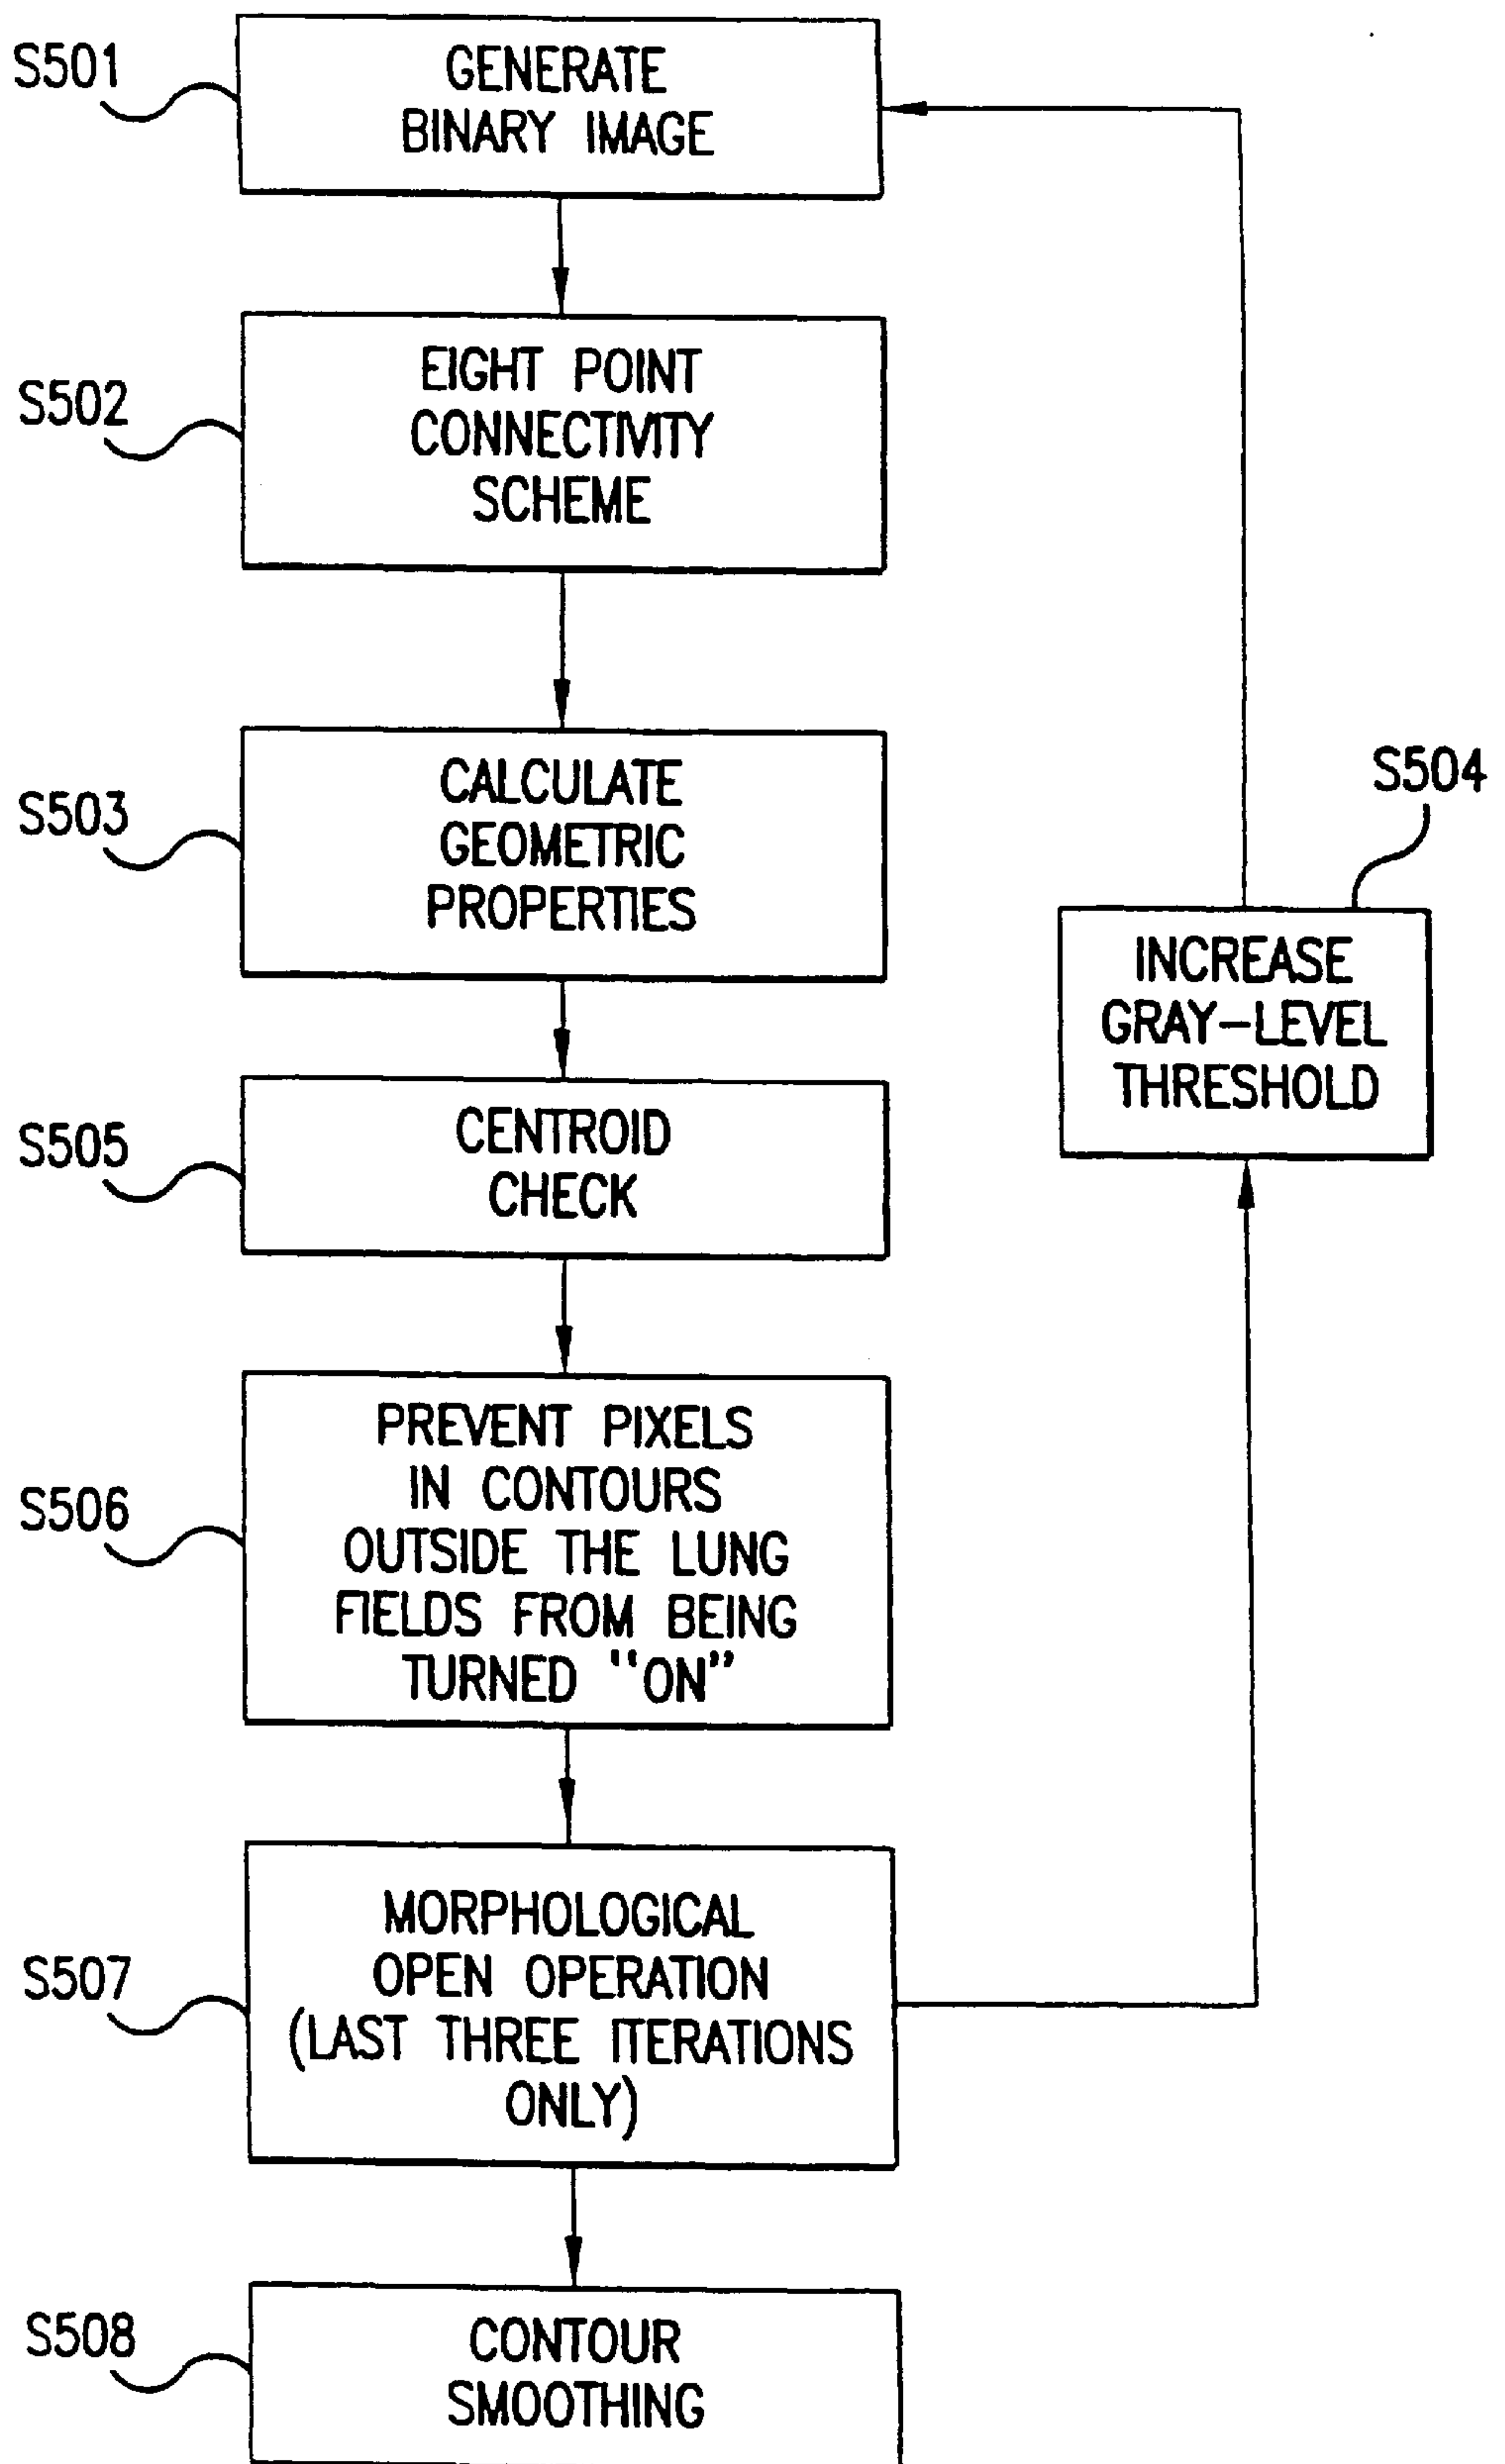 S501
GENERATE
BINARY IMAGE
S502
EIGHT POINT
CONNECTIVITY
SCHEME
S503
CALCULATE
GEOMETRIC
PROPERTIES
S504
INCREASE
GRAY-LEVEL
THRESHOLD
S505
CENTROID
CHECK
S506
PREVENT PIXELS
IN CONTOURS
OUTSIDE THE LUNG
FIELDS FROM BEING
TURNED "ON"
S507
MORPHOLOGICAL
OPEN OPERATION
(LAST THREE ITERATIONS
ONLY)
S508
CONTOUR
SMOOTHING